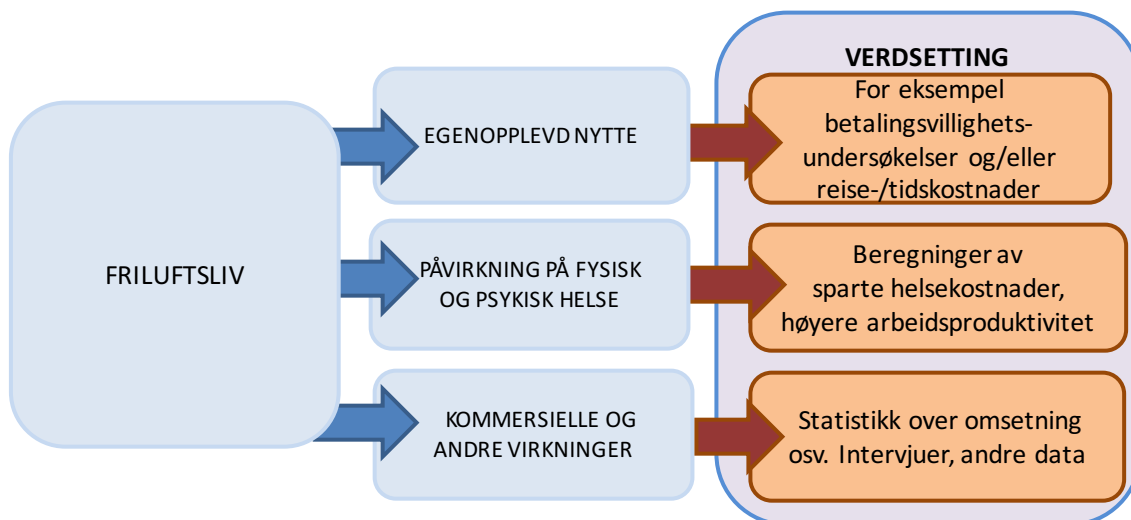 FRILUFTSLIV
EGENOPPLEVD NYTTE
PÅVIRKNING PÅ FYSISK
OG PSYKISK HELSE
KOMMERSIELLE OG
ANDRE VIRKNINGER
VERDSETTING
For eksempel
betalingsvillighets-
undersøkelser og/eller
reise-/tidskostnader
Beregninger av
sparte helsekostnader,
høyere arbeidsproduktivitet
Statistikk over omsetning
osv. Intervjuer, andre data